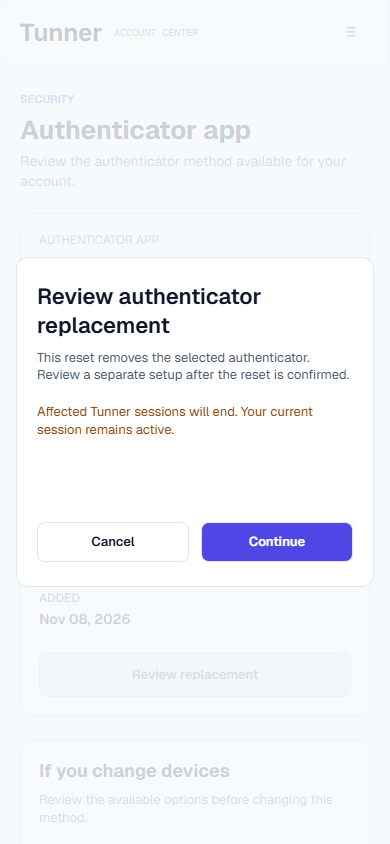 Tunner ACCOUNT CENTER
SECURITY
Authenticator app
Review the authenticator method available for your
account.
AUTHENTICATOR APP
Review authenticator
replacement
This reset removes the selected authenticator.
Review a separate setup after the reset is confirmed.
Affected Tunner sessions will end. Your current
session remains active.
Cancel Continue
ADDED
Nov 08, 2026
Review replacement
If you change devices
Review the available options before changing this
method.